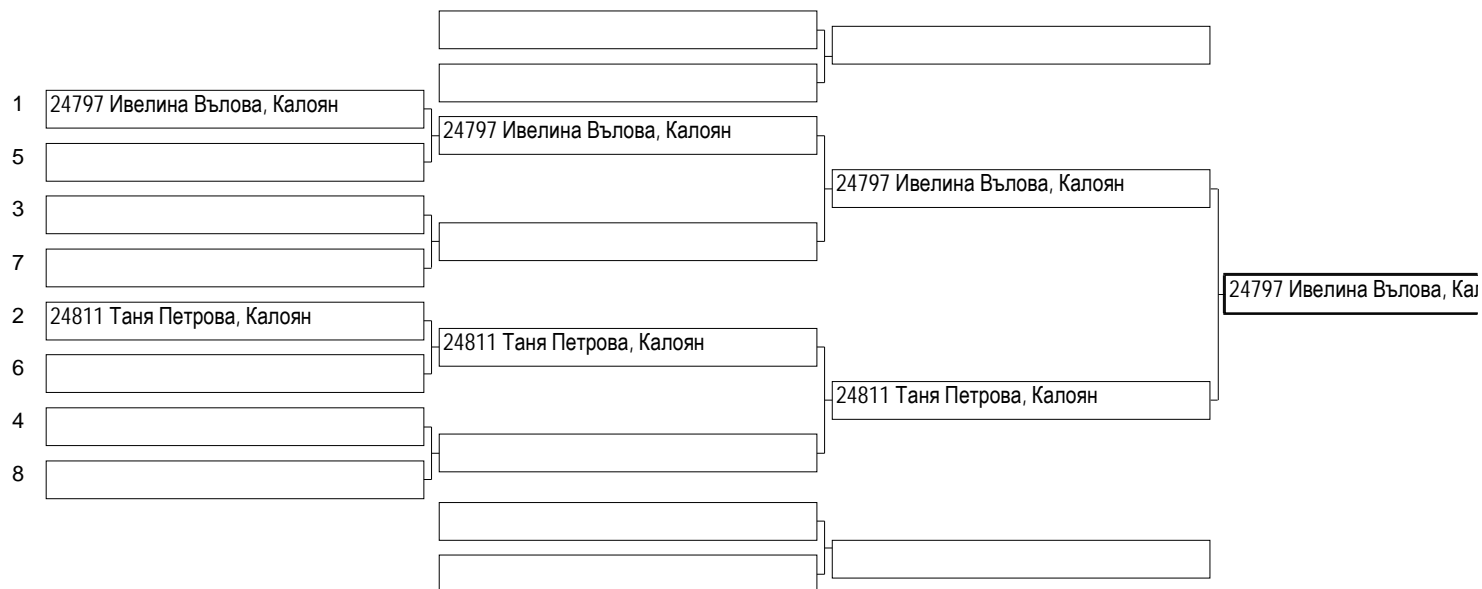 1 24797 Ивелина Вълова, Калоян
5
3
7
2 24811 Таня Петрова, Калоян
6
4
8
24797 Ивелина Вълова, Калоян
24811 Таня Петрова, Калоян
24797 Ивелина Вълова, Калоян
24811 Таня Петрова, Калоян
24797 Ивелина Вълова,